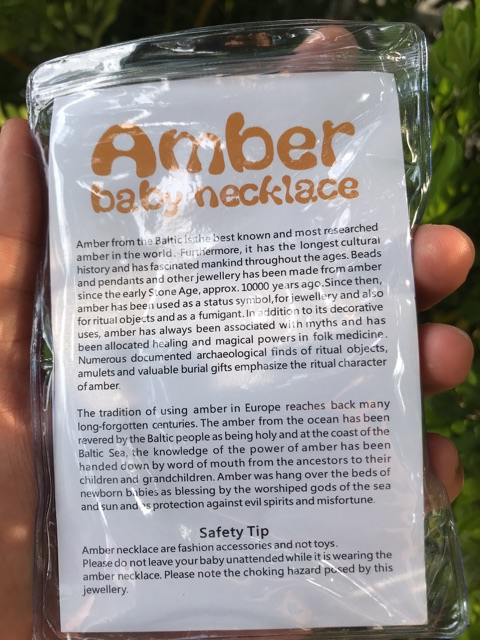 Amber
baby necklace
Amber from the Baltic is the best known and most researched
amber in the world. Furthermore, it has the longest cultural
history and has fascinated mankind throughout the ages. Beads
and pendants and other jewellery has been made from amber
since the early Stone Age, approx. 10000 years ago. Since then,
amber has been used as a status symbol, for jewellery and also
for ritual objects and as a fumigant. In addition to its decorative
uses, amber has always been associated with myths and has
been allocated healing and magical powers in folk medicine.
Numerous documented archaeological finds of ritual objects,
amulets and valuable burial gifts emphasize the ritual character
of amber.
The tradition of using amber in Europe reaches back many
long-forgotten centuries. The amber from the ocean has been
revered by the Baltic people as being holy and at the coast of the
Baltic Sea, the knowledge of the power of amber has been
handed down by word of mouth from the ancestors to their
children and grandchildren. Amber was hang over the beds of
newborn babies as blessing by the worshiped gods of the sea
and sun and as protection against evil spirits and misfortune.
Safety Tip
Amber necklace are fashion accessories and not toys.
Please do not leave your baby unattended while it is wearing the
amber necklace. Please note the choking hazard posed by this
jewellery.